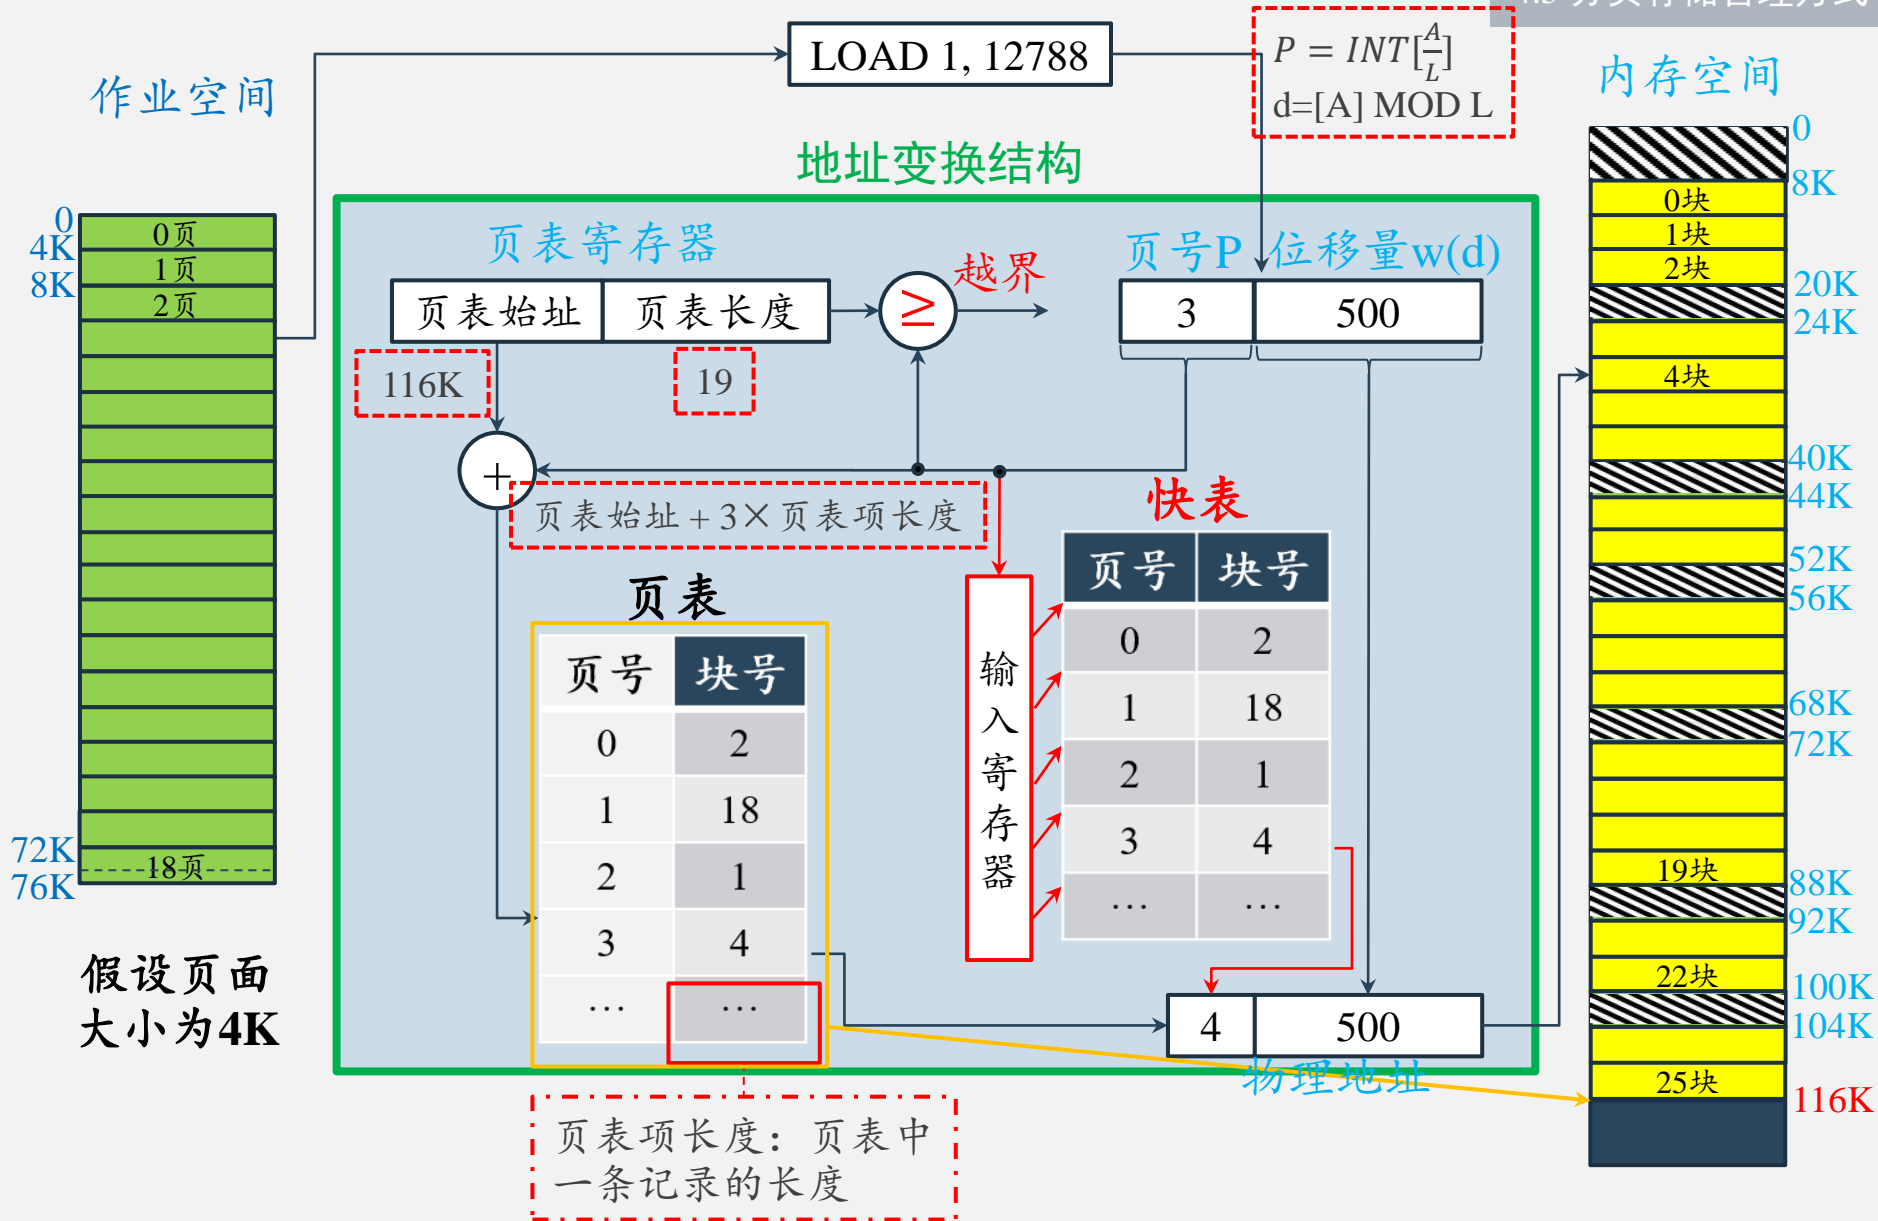 LOAD 1, 12788
P = INT[A/L]
d=[A] MOD L
作业空间
内存空间
地址变换结构
0
4K
8K
72K
76K
0页
1页
2页
18页
假设页面
大小为4K
页表寄存器
页表始址
页表长度
≥
越界
116K
19
+
页表始址 + 3×页表项长度
页号P
位移量w(d)
3
500
页表
页号 块号
0 2
1 18
2 1
3 4
… …
页表项长度：页表中
一条记录的长度
输
入
寄
存
器
快表
页号 块号
0 2
1 18
2 1
3 4
… …
4
500
物理地址
0
8K
20K
24K
40K
44K
52K
56K
68K
72K
88K
92K
100K
104K
116K
0块
1块
2块
4块
19块
22块
25块